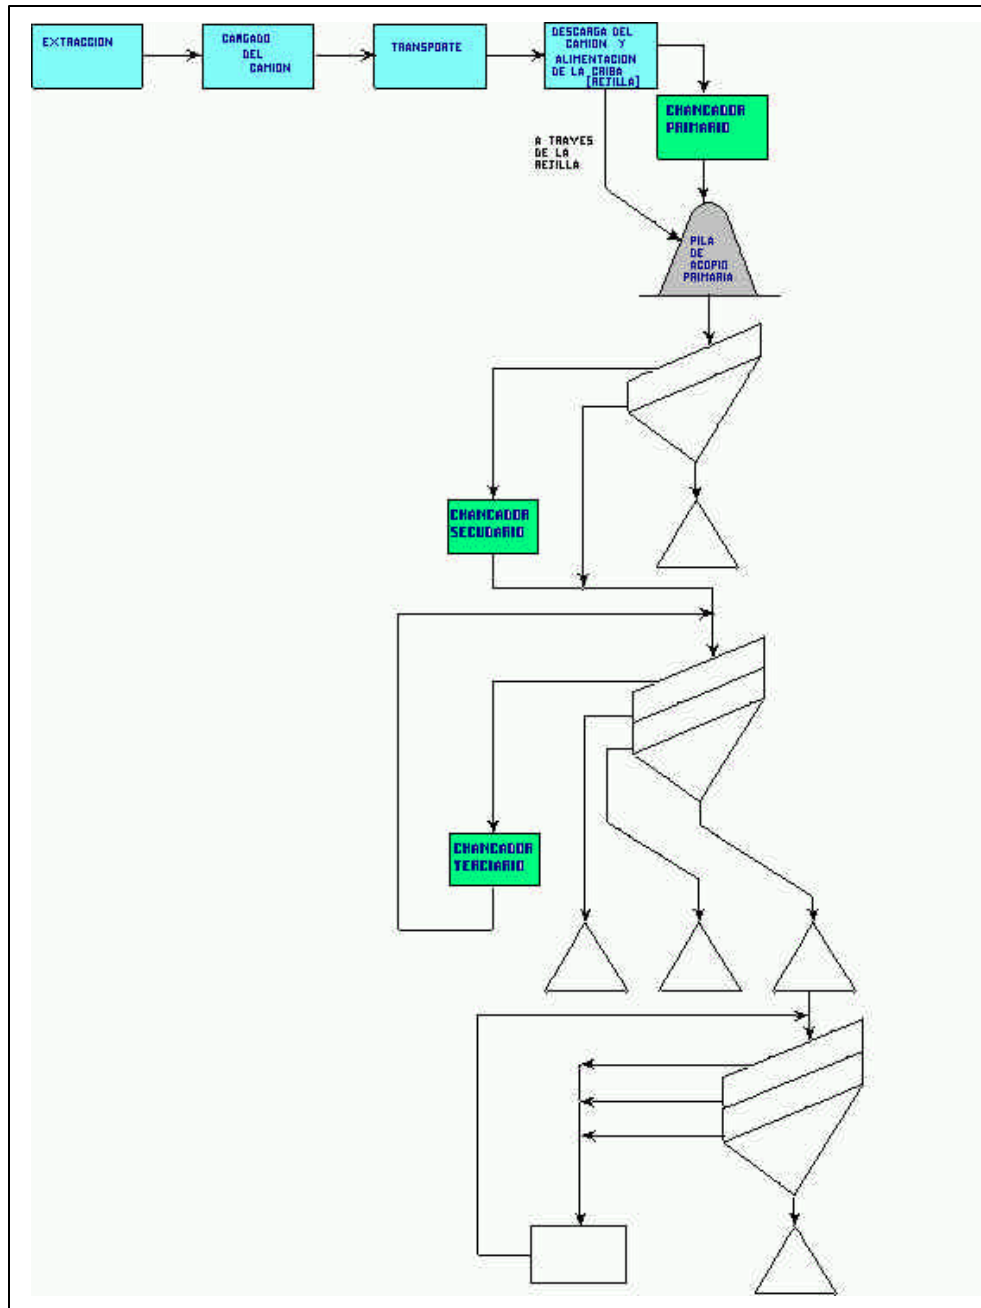 EXTRACCION
CARGADO
DEL
CAMION
TRANSPORTE
DESCARGA DEL
CAMION Y
ALIMENTACION
DE LA CRIBA
[REJILLA]
CHANCADOR
PRIMARIO
A TRAVES
DE LA
REJILLA
PILA
DE
ACOPIO
PRIMARIA
CHANCADOR
SECUDARIO
CHANCADOR
TERCIARIO